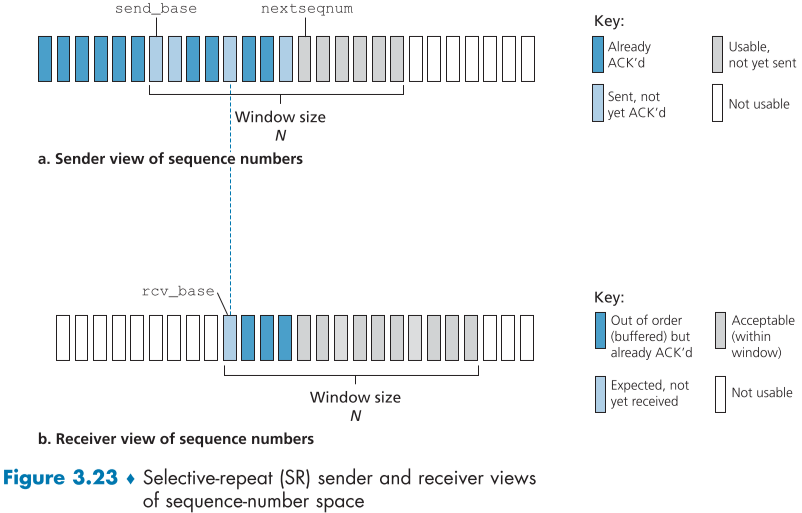 send_base
nextseqnum
Key:
Already
ACK'd
Usable,
not yet sent
Sent, not
yet ACK'd
Not usable
Window size
N
a. Sender view of sequence numbers
rcv_base
Key:
Out of order
(buffered) but
already ACK'd
Acceptable
(within
window)
Expected, not
yet received
Not usable
Window size
N
b. Receiver view of sequence numbers
Figure 3.23 ♦ Selective-repeat (SR) sender and receiver views
of sequence-number space